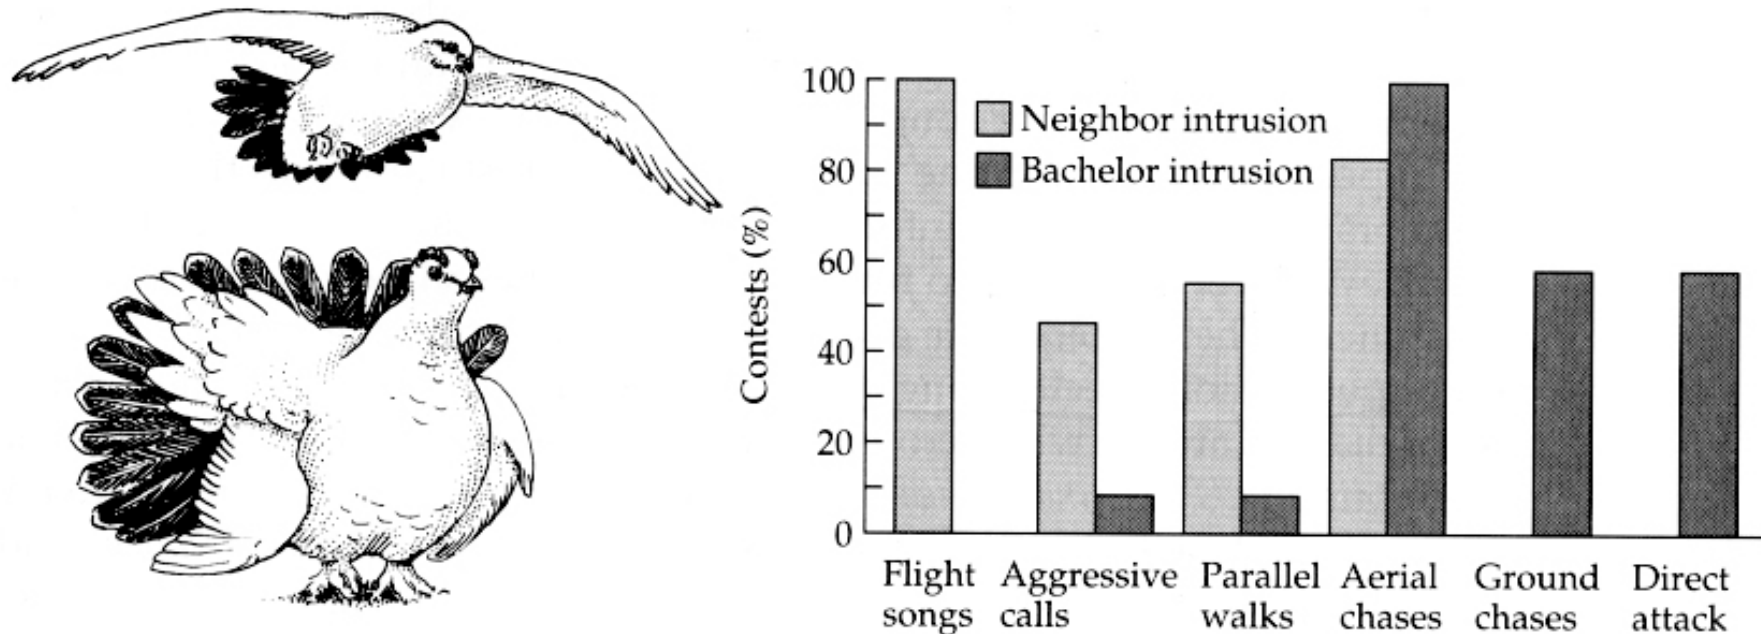 100
80
60
40
20
0
Contests (%)
Neighbor intrusion
Bachelor intrusion
Flight
songs
Aggressive
calls
Parallel
walks
Aerial
chases
Ground
chases
Direct
attack